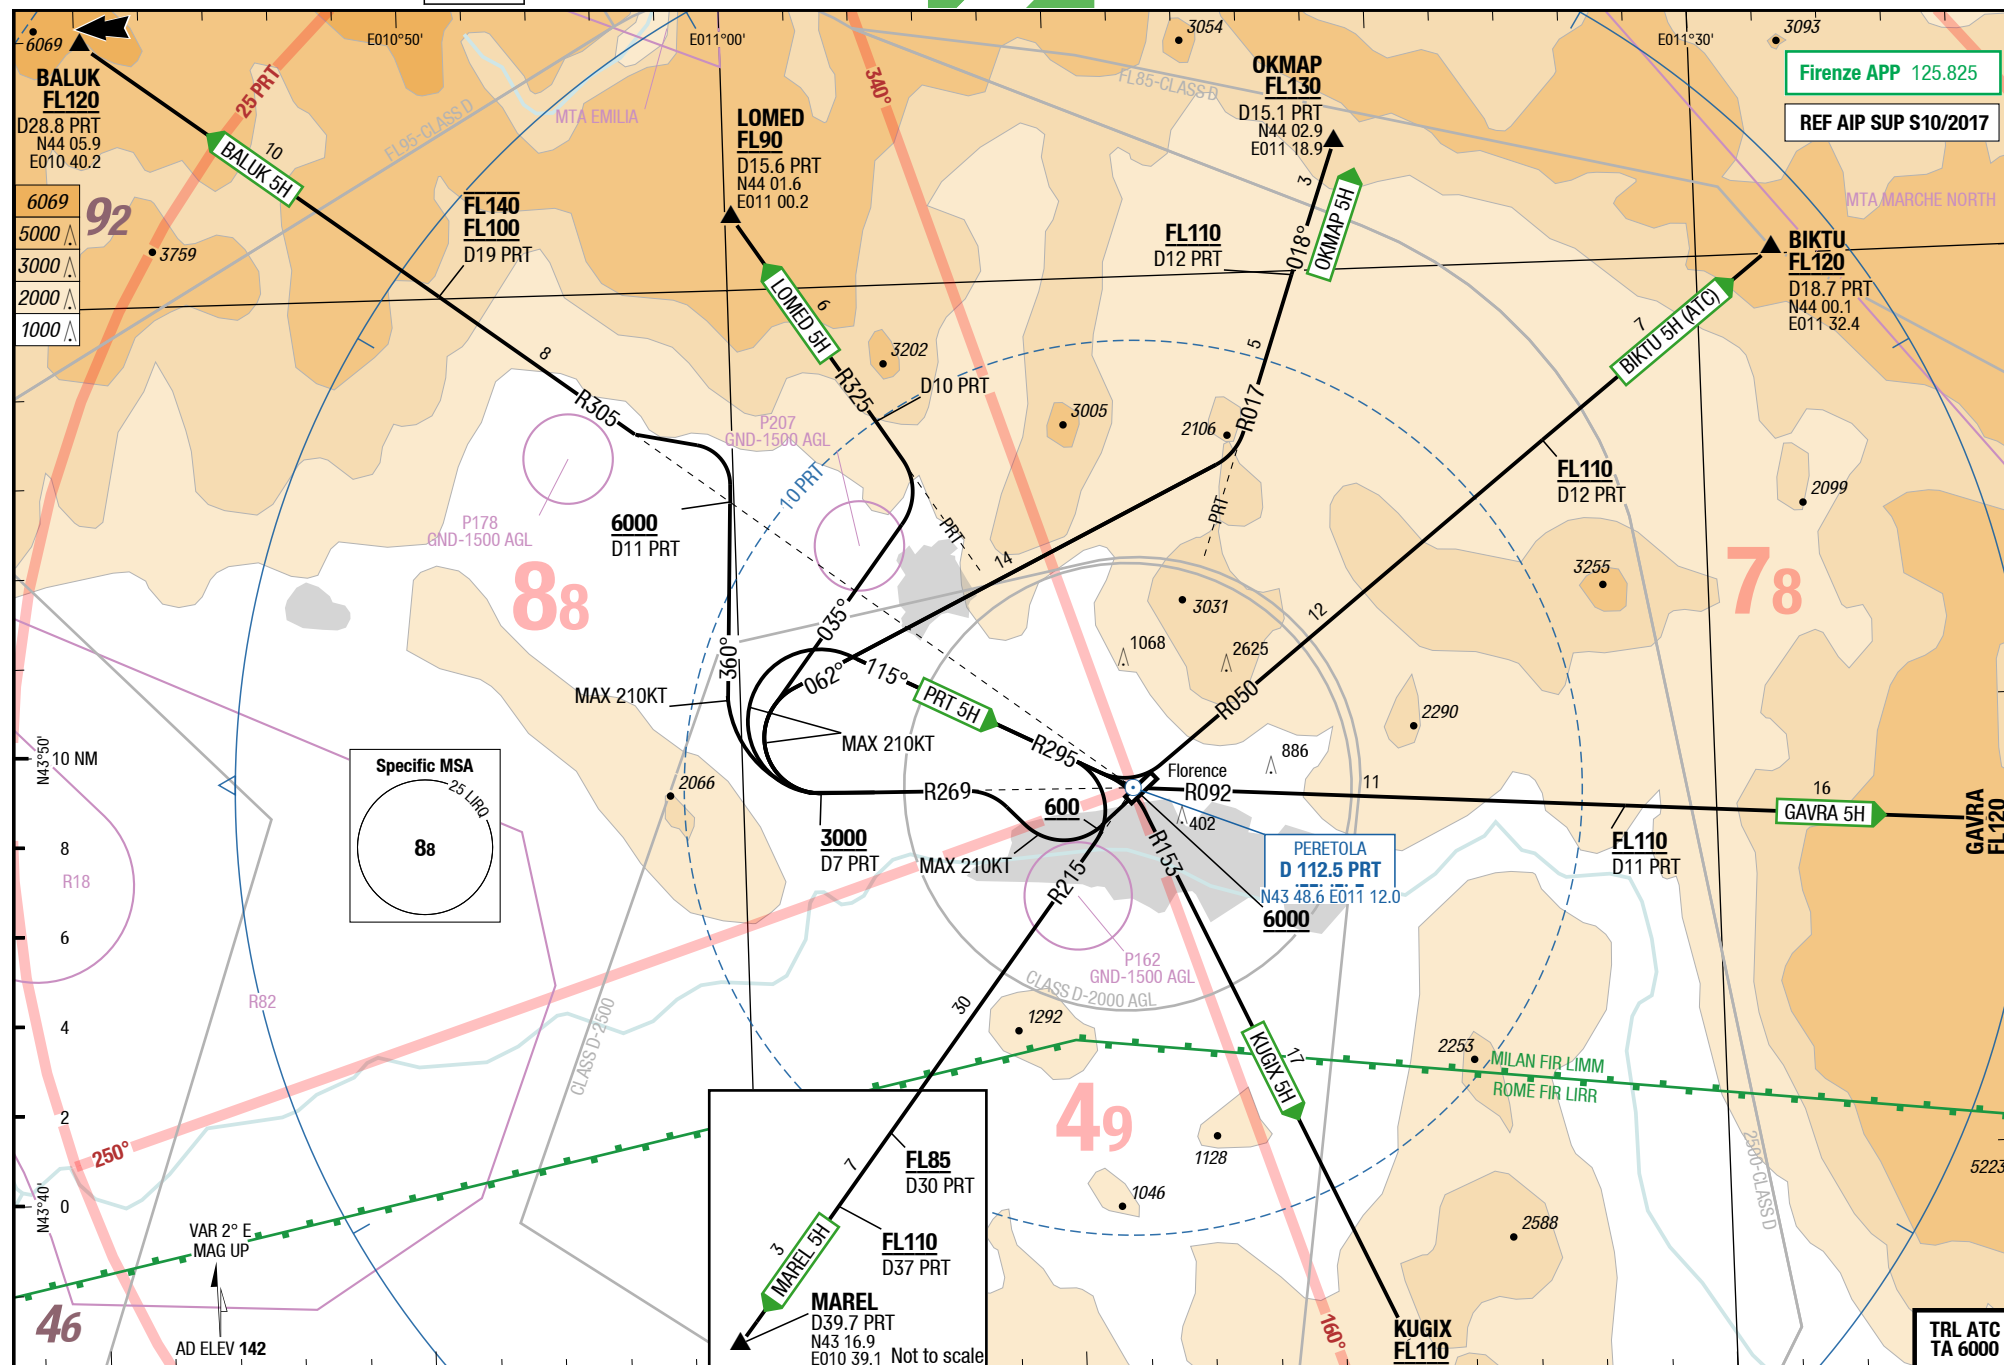 6069
BALUK
FL120
D28.8 PRT
N44 05.9
E010 40.2
6069
5000
3000
2000
1000
92
3759
25 PRT
BALUK 5H
10
E010°50'
FL95-CLASS D
MTA EMILIA
E011°00'
FL140
FL100
D19 PRT
8
R305
LOMED
FL90
D15.6 PRT
N44 01.6
E011 00.2
LOMED 5H
6
R325
3202
D10 PRT
340°
3054
FL85-CLASS D
OKMAP
FL130
D15.1 PRT
N44 02.9
E011 18.9
3
OKMAP 5H
018°
FL110
D12 PRT
5
R017
2106
3005
PRT
E011°30'
3093
Firenze APP 125.825
REF AIP SUP S10/2017
MTA MARCHE NORTH
BIKTU
FL120
D18.7 PRT
N44 00.1
E011 32.4
BIKTU 5H (ATC)
7
FL110
D12 PRT
2099
3255
78
P178
GND-1500 AGL
P207
GND-1500 AGL
10 PRT
6000
D11 PRT
88
PRT
14
035°
062°
115°
360°
MAX 210KT
MAX 210KT
PRT 5H
R295
3031
1068
2625
12
R050
2290
886
Florence
R092
11
16
GAVRA 5H
GAVRA
FL120
FL110
D11 PRT
N43°50'
10 NM
8
6
4
2
0
N43°40'
Specific MSA
25 LIRQ
88
2066
R269
3000
D7 PRT
600
MAX 210KT
402
PERETOLA
D 112.5 PRT
N43 48.6 E011 12.0
6000
R215
R153
P162
GND-1500 AGL
CLASS D-2000 AGL
R18
R82
CLASS D-2500
30
1292
KUGIX 5H
17
2253
MILAN FIR LIMM
ROME FIR LIRR
49
1128
1046
2588
2500-CLASS D
5223
250°
VAR 2° E
MAG UP
46
AD ELEV 142
FL85
D30 PRT
7
FL110
D37 PRT
3
MAREL 5H
MAREL
D39.7 PRT
N43 16.9
E010 39.1
Not to scale
160°
KUGIX
FL110
TRL ATC
TA 6000